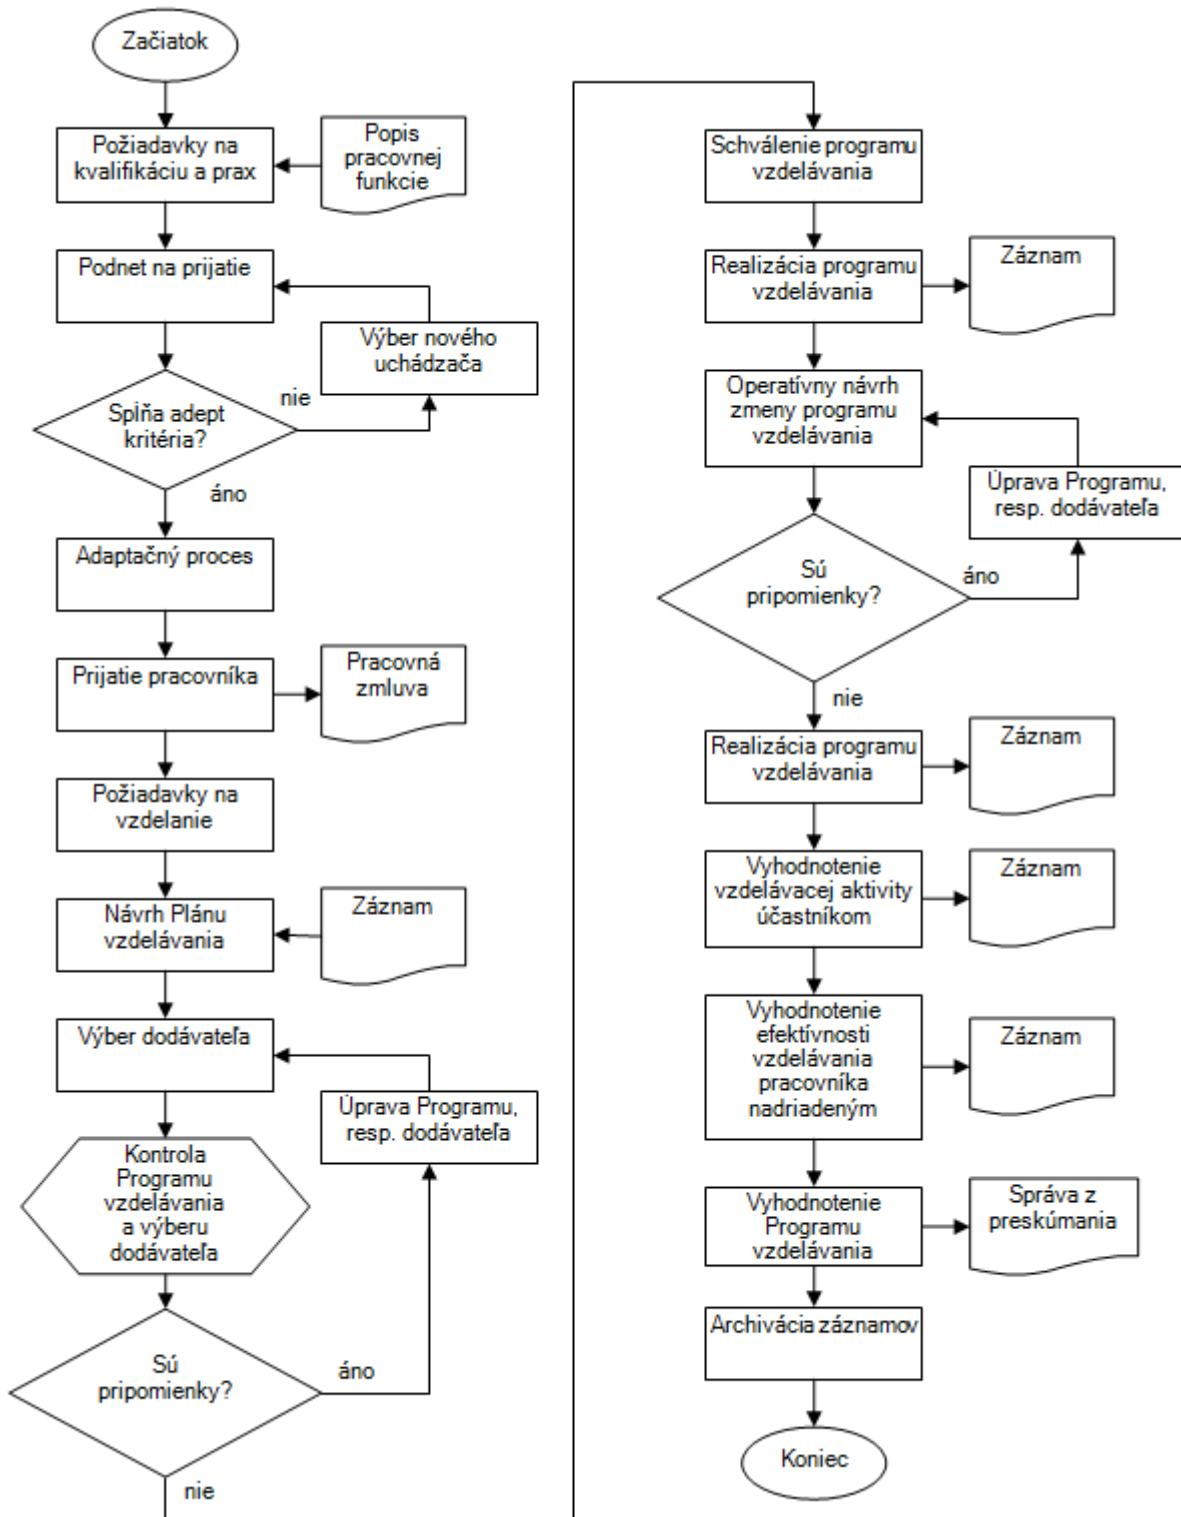 Začiatok
Požiadavky na
kvalifikáciu a prax
Popis
pracovnej
funkcie
Podnet na prijatie
Výber nového
uchádzača
Spĺňa adept
kritéria?
nie
áno
Adaptačný proces
Prijatie pracovníka
Pracovná
zmluva
Požiadavky na
vzdelanie
Návrh Plánu
vzdelávania
Záznam
Výber dodávateľa
Úprava Programu,
resp. dodávateľa
Kontrola
Programu
vzdelávania
a výberu
dodávateľa
Sú
pripomienky?
áno
nie
Schválenie programu
vzdelávania
Realizácia programu
vzdelávania
Záznam
Operatívny návrh
zmeny programu
vzdelávania
Úprava Programu,
resp. dodávateľa
Sú
pripomienky?
áno
nie
Realizácia programu
vzdelávania
Záznam
Vyhodnotenie
vzdelávacej aktivity
účastníkom
Záznam
Vyhodnotenie
efektívnosti
vzdelávania
pracovníka
nadriadeným
Záznam
Vyhodnotenie
Programu
vzdelávania
Správa z
preskúmania
Archivácia záznamov
Koniec